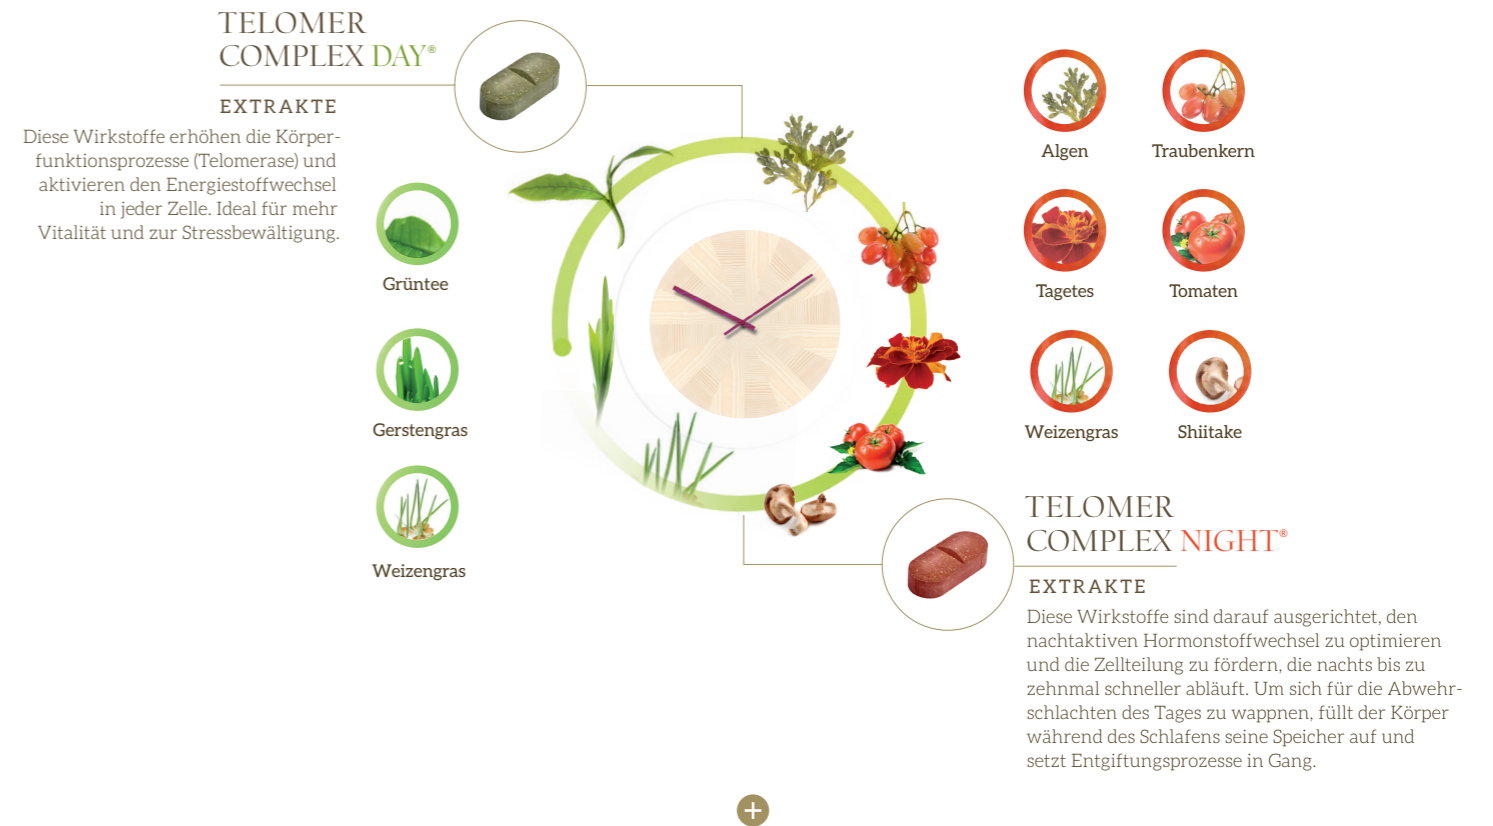 TELOMER
COMPLEX DAY®
EXTRAKTE
Diese Wirkstoffe erhöhen die Körper-
funktionsprozesse (Telomerase) und
aktivieren den Energiestoffwechsel
in jeder Zelle. Ideal für mehr
Vitalität und zur Stressbewältigung.
Grüntee
Gerstengras
Weizengras
Algen
Traubenkern
Tagetes
Tomaten
Weizengras
Shiitake
TELOMER
COMPLEX NIGHT®
EXTRAKTE
Diese Wirkstoffe sind darauf ausgerichtet, den
nachtaktiven Hormonstoffwechsel zu optimieren
und die Zellteilung zu fördern, die nachts bis zu
zehnmal schneller abläuft. Um sich für die Abwehr-
schlachten des Tages zu wappnen, füllt der Körper
während des Schlafens seine Speicher auf und
setzt Entgiftungsprozesse in Gang.